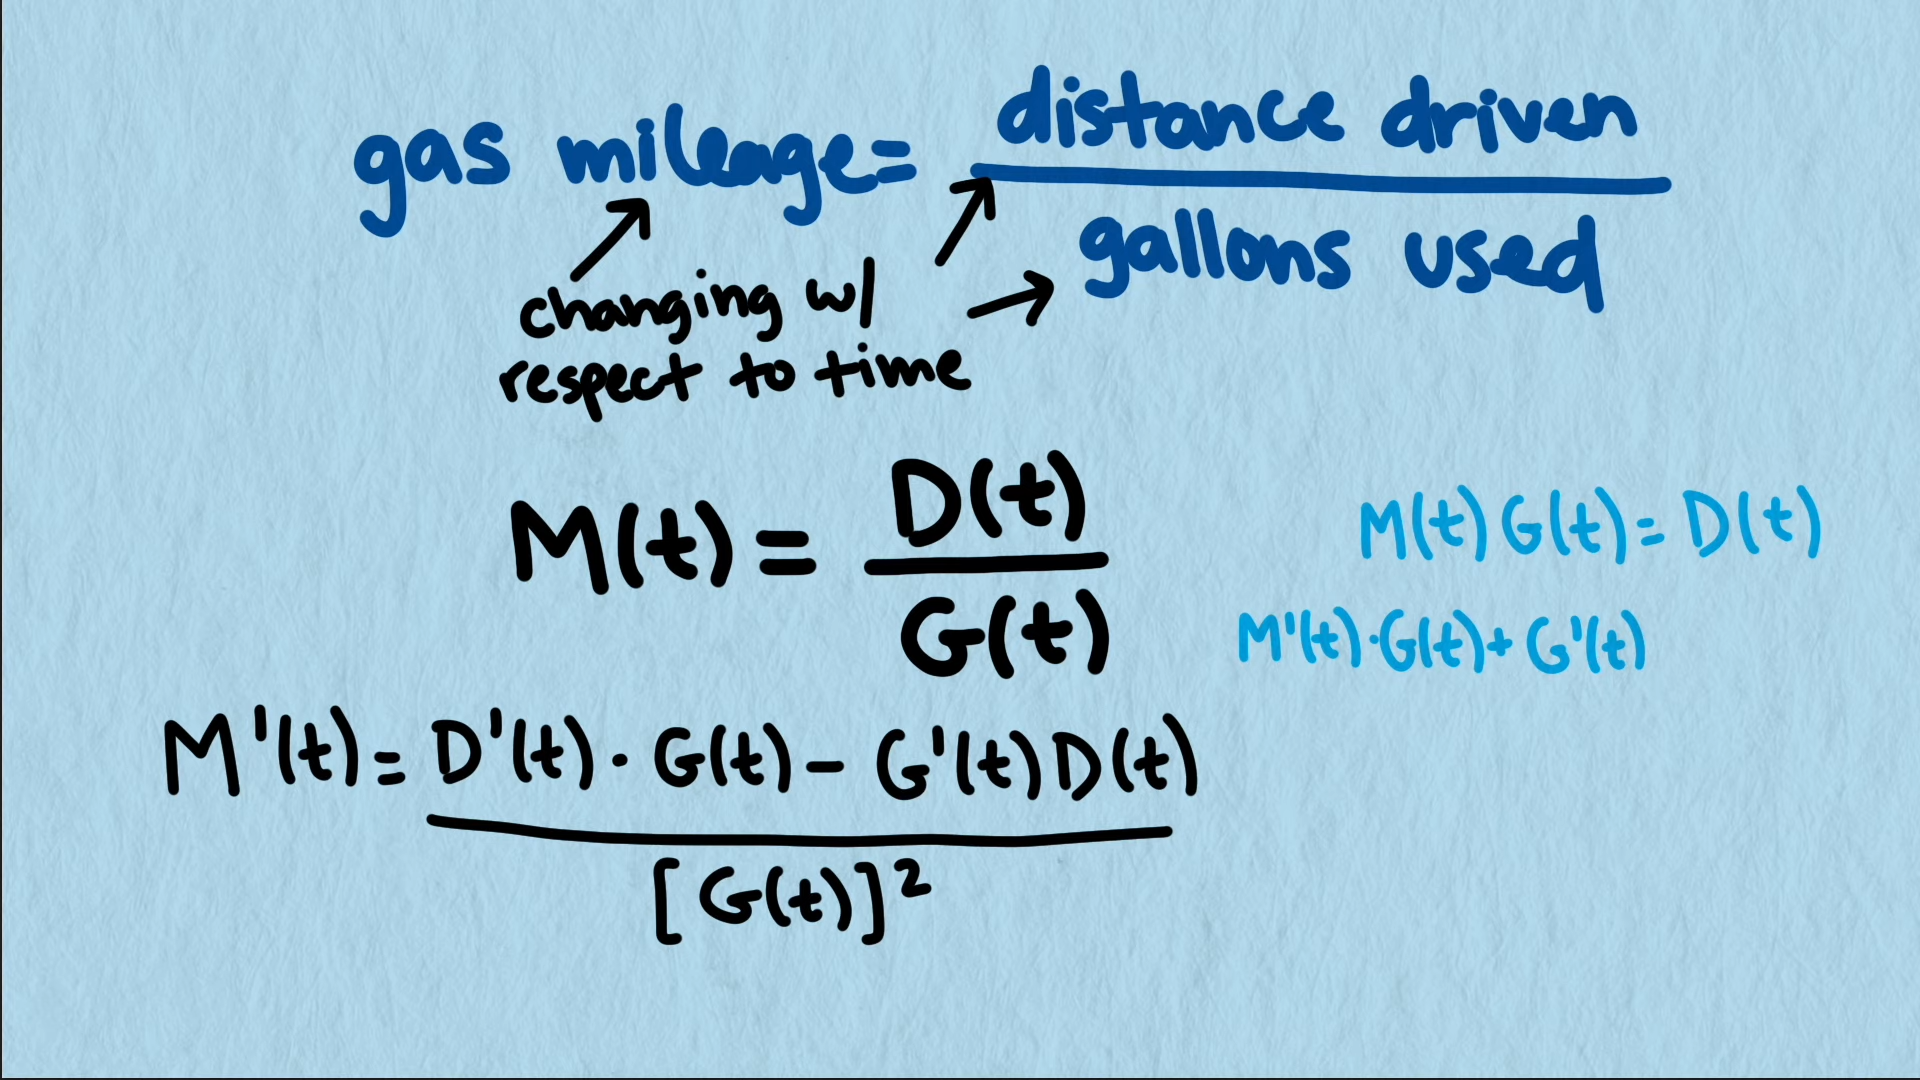 gas mileage = distance driven
gallons used
changing w/
respect to time
M(t) = D(t)
G(t)
M(t) G(t) = D(t)
M'(t)·G(t) + G'(t)
M'(t) = D'(t) · G(t) − G'(t) D(t)
[G(t)]²